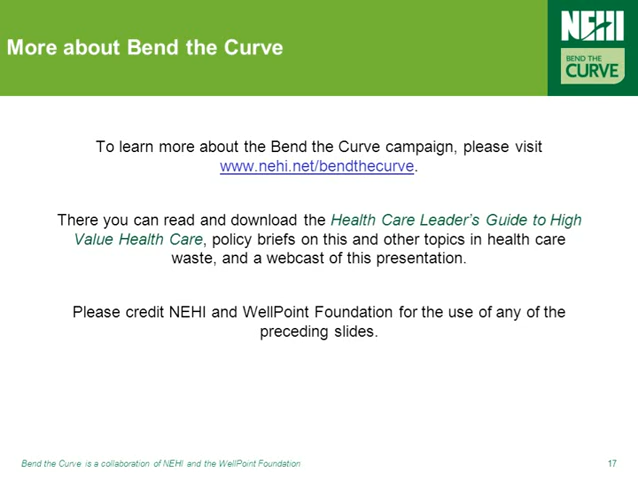 More about Bend the Curve
NEHI
BEND THE
CURVE
To learn more about the Bend the Curve campaign, please visit
www.nehi.net/bendthecurve.
There you can read and download the Health Care Leader's Guide to High
Value Health Care, policy briefs on this and other topics in health care
waste, and a webcast of this presentation.
Please credit NEHI and WellPoint Foundation for the use of any of the
preceding slides.
Bend the Curve is a collaboration of NEHI and the WellPoint Foundation
17